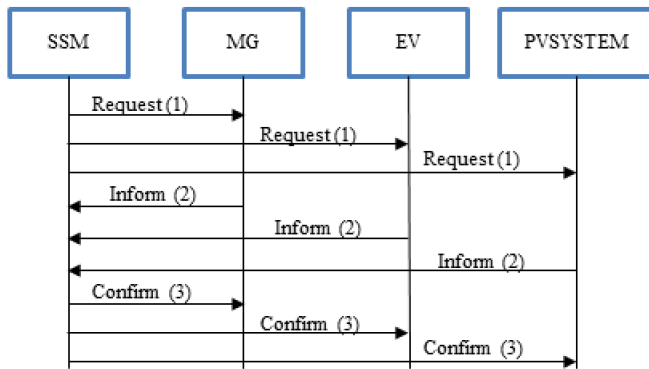 SSM MG EV PVSYSTEM
Request (1)
Request (1)
Request (1)
Inform (2)
Inform (2)
Inform (2)
Confirm (3)
Confirm (3)
Confirm (3)